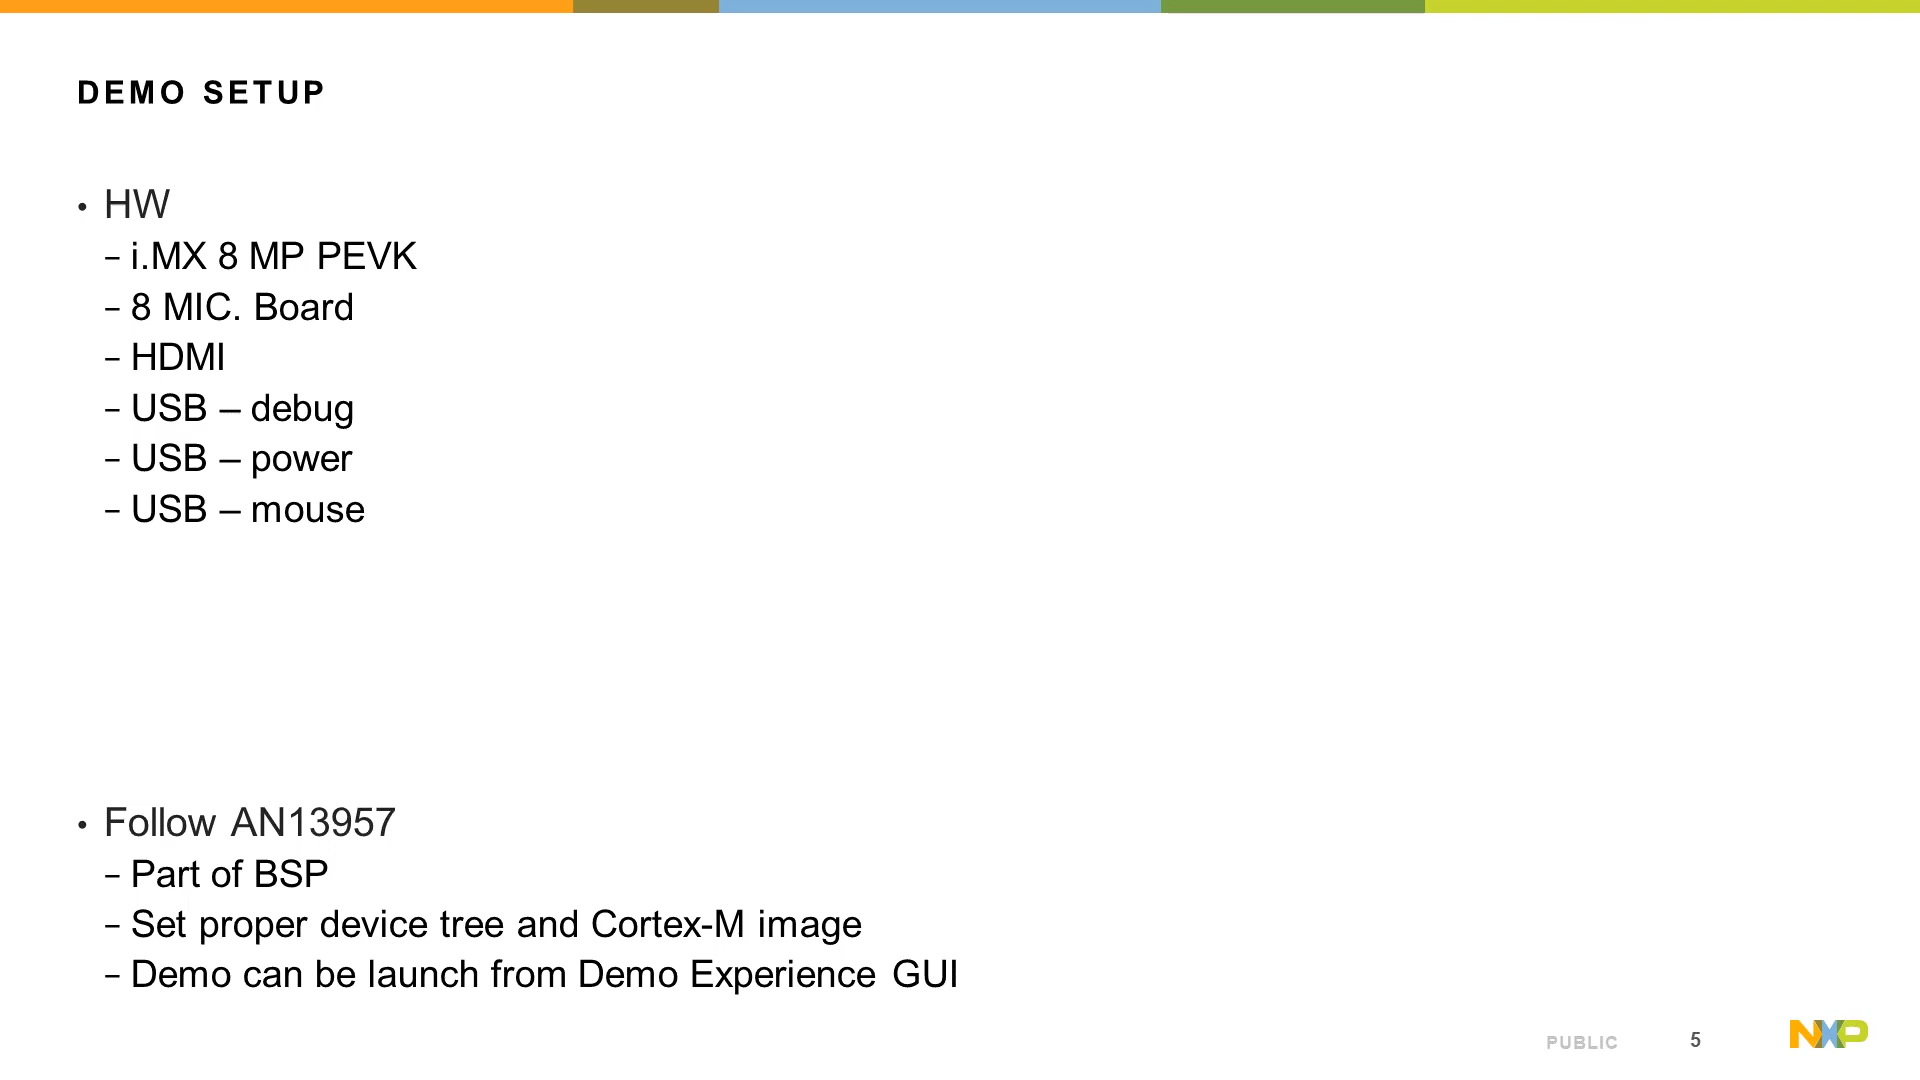 DEMO SETUP
• HW
– i.MX 8 MP PEVK
– 8 MIC. Board
– HDMI
– USB – debug
– USB – power
– USB – mouse
• Follow AN13957
– Part of BSP
– Set proper device tree and Cortex-M image
– Demo can be launch from Demo Experience GUI
PUBLIC 5 NXP